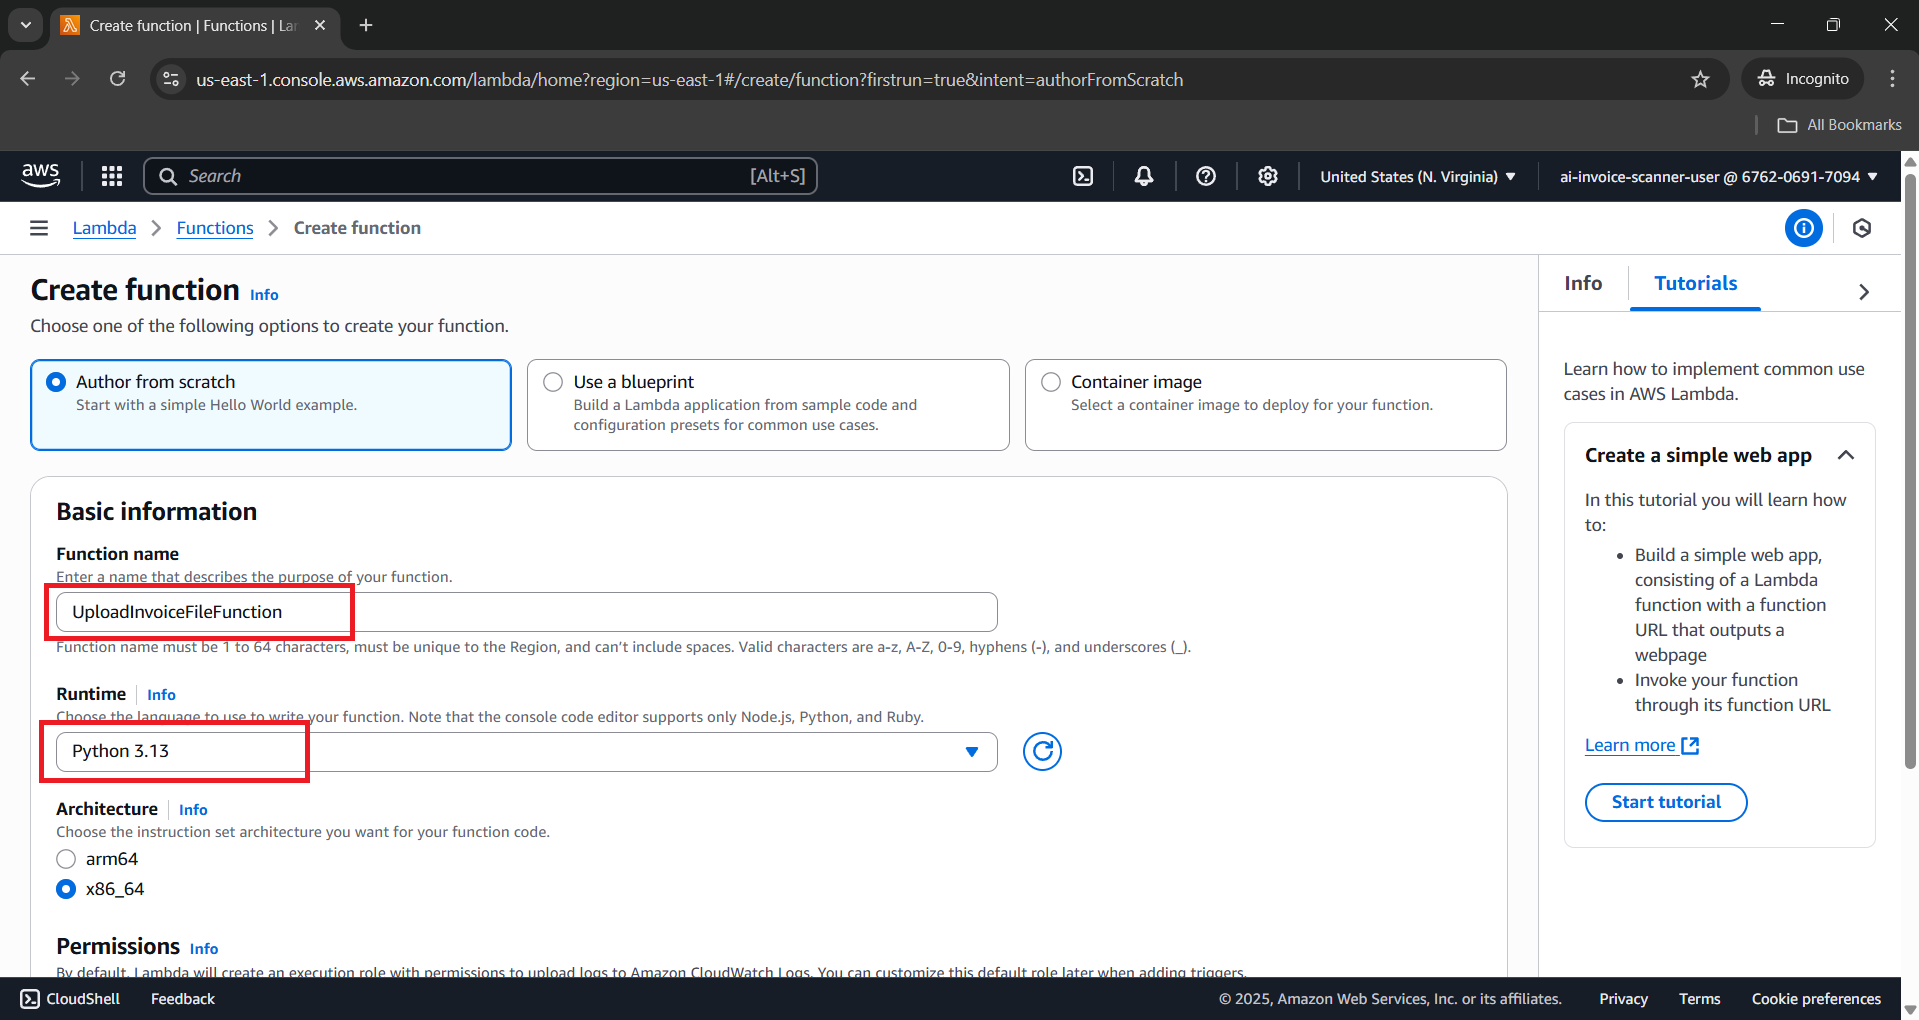 Create function | Functions | La
us-east-1.console.aws.amazon.com/lambda/home?region=us-east-1#/create/function?firstrun=true&intent=authorFromScratch
Incognito
All Bookmarks
aws
Search
[Alt+S]
United States (N. Virginia)
ai-invoice-scanner-user @ 6762-0691-7094
Lambda
Functions
Create function
Create function Info
Choose one of the following options to create your function.
Author from scratch
Start with a simple Hello World example.
Use a blueprint
Build a Lambda application from sample code and
configuration presets for common use cases.
Container image
Select a container image to deploy for your function.
Basic information
Function name
Enter a name that describes the purpose of your function.
UploadInvoiceFileFunction
Function name must be 1 to 64 characters, must be unique to the Region, and can't include spaces. Valid characters are a-z, A-Z, 0-9, hyphens (-), and underscores (_).
Runtime Info
Choose the language to use to write your function. Note that the console code editor supports only Node.js, Python, and Ruby.
Python 3.13
Architecture Info
Choose the instruction set architecture you want for your function code.
arm64
x86_64
Permissions Info
By default, Lambda will create an execution role with permissions to upload logs to Amazon CloudWatch Logs. You can customize this default role later when adding triggers.
Info
Tutorials
Learn how to implement common use
cases in AWS Lambda.
Create a simple web app
In this tutorial you will learn how
to:
• Build a simple web app,
consisting of a Lambda
function with a function
URL that outputs a
webpage
• Invoke your function
through its function URL
Learn more
Start tutorial
CloudShell
Feedback
© 2025, Amazon Web Services, Inc. or its affiliates.
Privacy
Terms
Cookie preferences